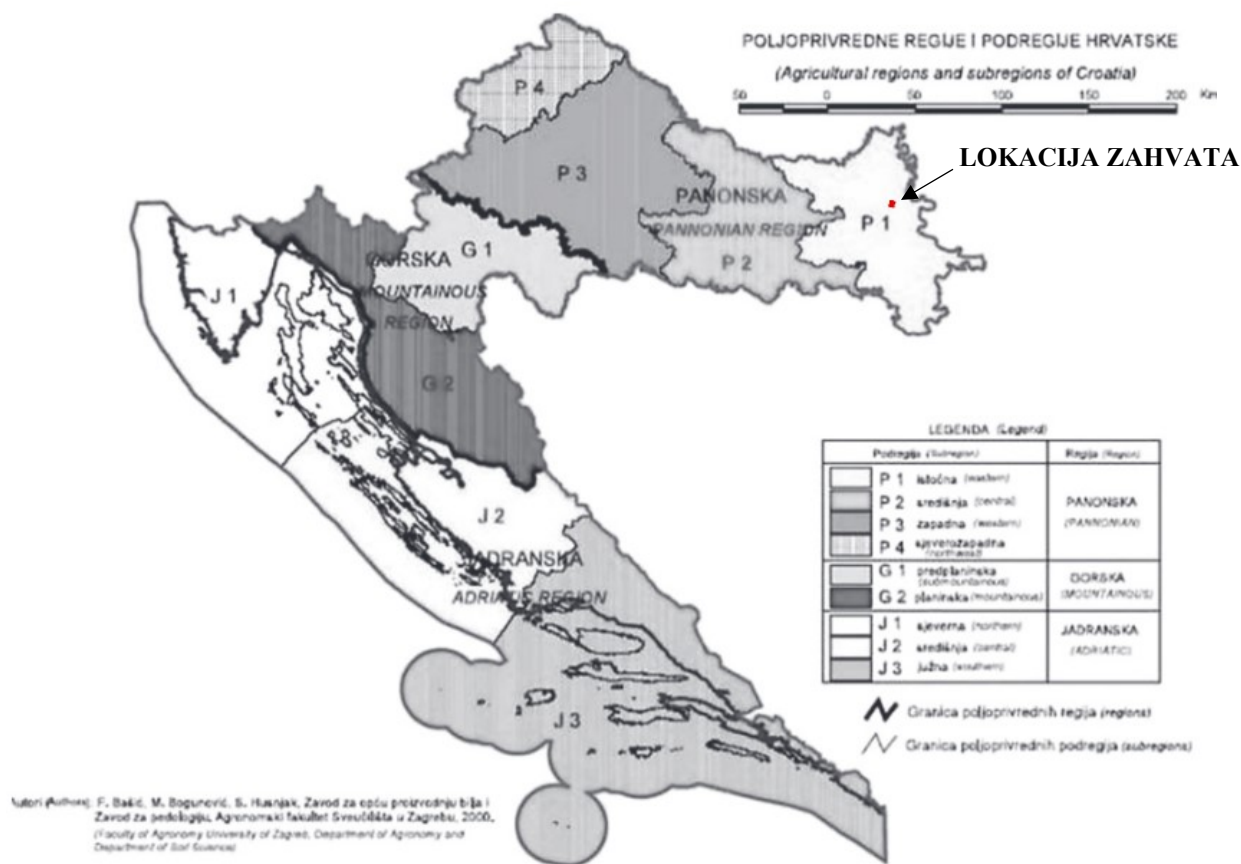 POLJOPRIVREDNE REGIJE I PODREGIJE HRVATSKE
(Agricultural regions and subregions of Croatia)
50 0 50 100 150 200 Km
LOKACIJA ZAHVATA
P 4
P 3
PANONSKA
PANNONIAN REGION
P 1
P 2
G 1
GORSKA
MOUNTAINOUS
REGION
J 1
G 2
J 2
JADRANSKA
ADRIATIC REGION
J 3
LEGENDA (Legend)
Podregija (Subregion) Regija (Region)
P 1 istočna (western)
P 2 središnja (central)
P 3 zapadna (western)
P 4 sjeverozapadna
(northwest)
PANONSKA
(PANNONIAN)
G 1 predplaninska
(submountainous)
G 2 planinska (mountainous)
GORSKA
(MOUNTAINOUS)
J 1 sjeverna (northern)
J 2 središnja (central)
J 3 južna (southern)
JADRANSKA
(ADRIATIC)
Granica poljoprivrednih regija (regions)
Granica poljoprivrednih podregija (subregions)
Autori (Authors): F. Bašić, M. Bogunović, S. Husnjak, Zavod za opću proizvodnju bilja i
Zavod za pedologiju, Agronomski fakultet Sveučilišta u Zagrebu, 2000.
(Faculty of Agronomy University of Zagreb, Department of Agronomy and
Department of Soil Science)